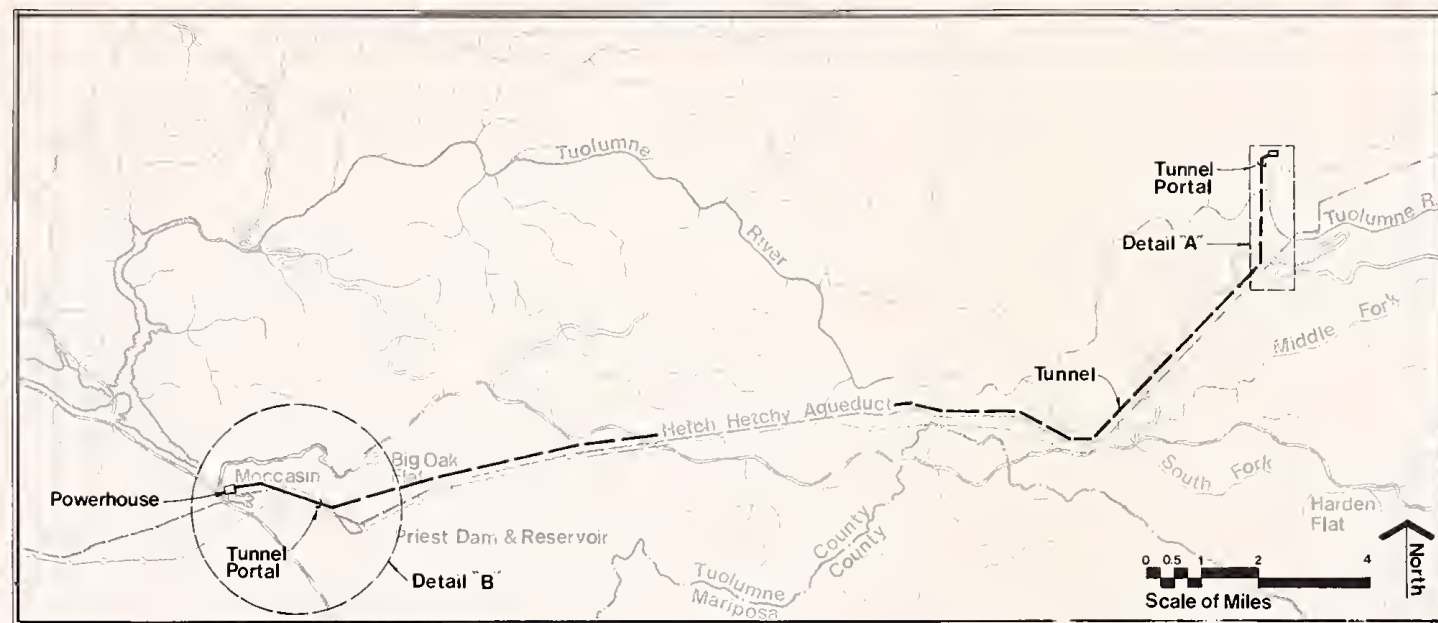 Tuolumne
River
Tunnel
Portal
Tuolumne R.
Detail "A"
Middle Fork
Tunnel
Hetch Hetchy Aqueduct
Big Oak
Flat
Moccasin
Powerhouse
South Fork
Harden
Flat
Priest Dam & Reservoir
Tunnel
Portal
Detail "B"
County
County
Tuolumne
Mariposa
0 0.5 1 2 4
Scale of Miles
North